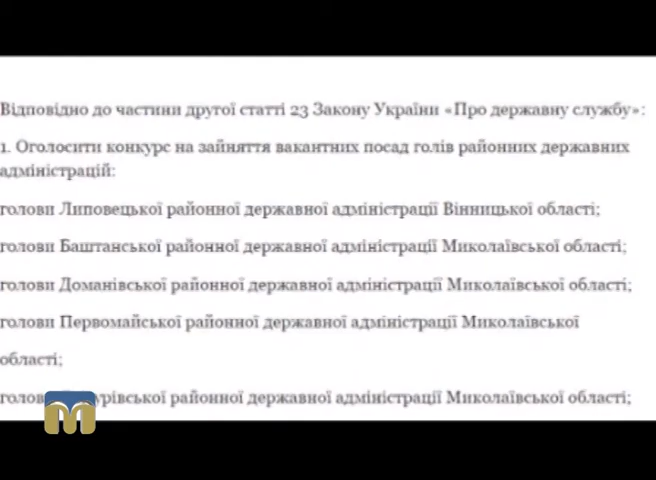 Відповідно до частини другої статті 23 Закону України «Про державну службу»:
1. Оголосити конкурс на зайняття вакантних посад голів районних державних
адміністрацій:
голови Липовецької районної державної адміністрації Вінницької області;
голови Баштанської районної державної адміністрації Миколаївської області;
голови Доманівської районної державної адміністрації Миколаївської області;
голови Первомайської районної державної адміністрації Миколаївської
області;
районної державної адміністрації Миколаївської області;